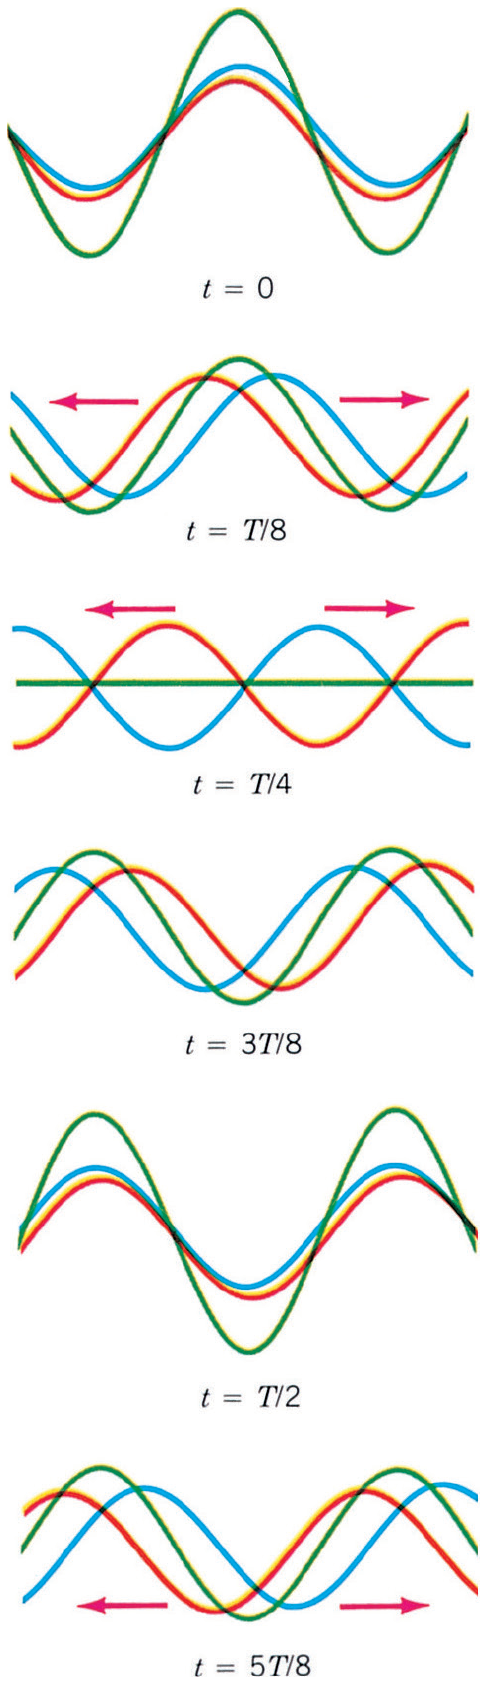 t = 0
t = T/8
t = T/4
t = 3T/8
t = T/2
t = 5T/8